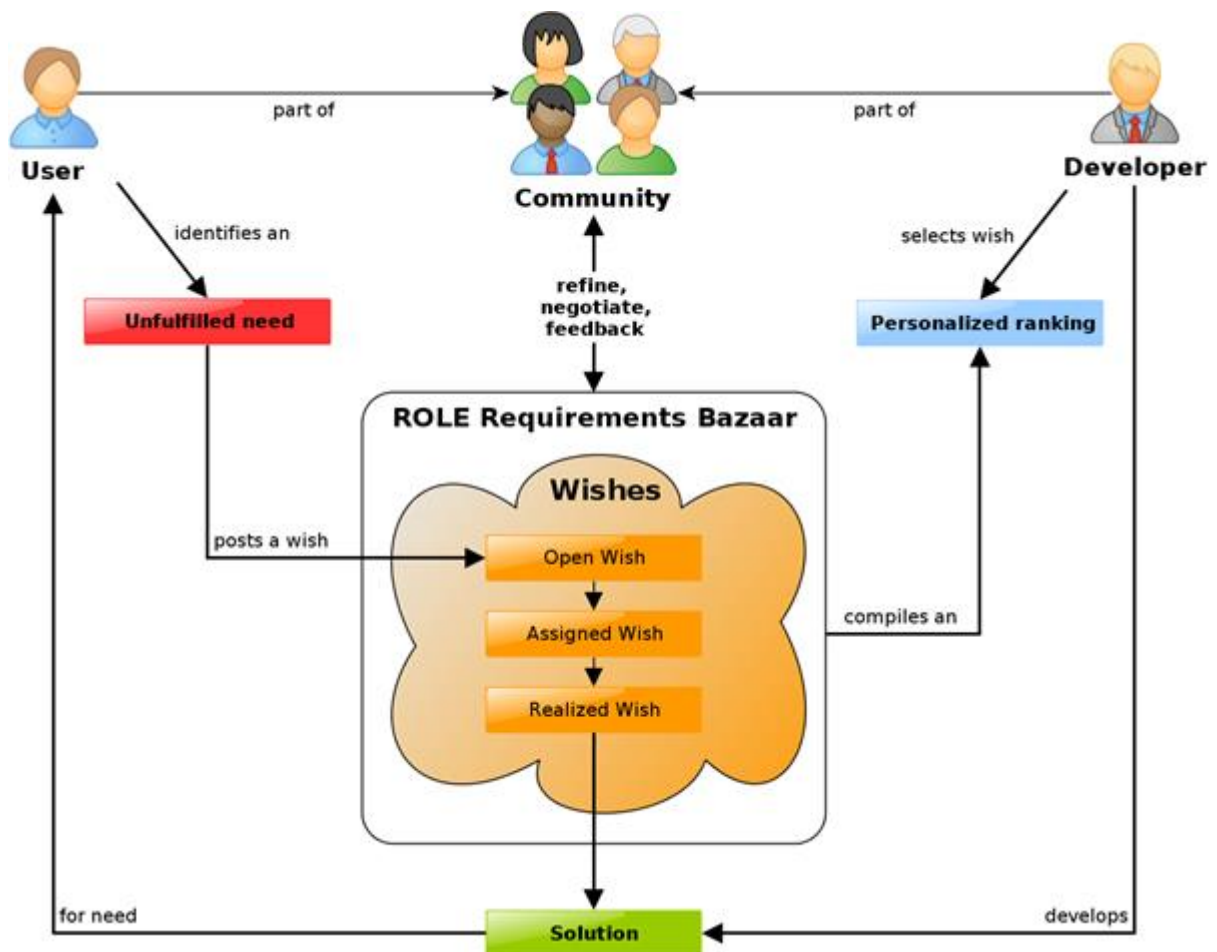 part of
part of
User
Community
Developer
identifies an
selects wish
refine,
negotiate,
feedback
Unfulfilled need
Personalized ranking
ROLE Requirements Bazaar
Wishes
posts a wish
Open Wish
Assigned Wish
compiles an
Realized Wish
for need
Solution
develops